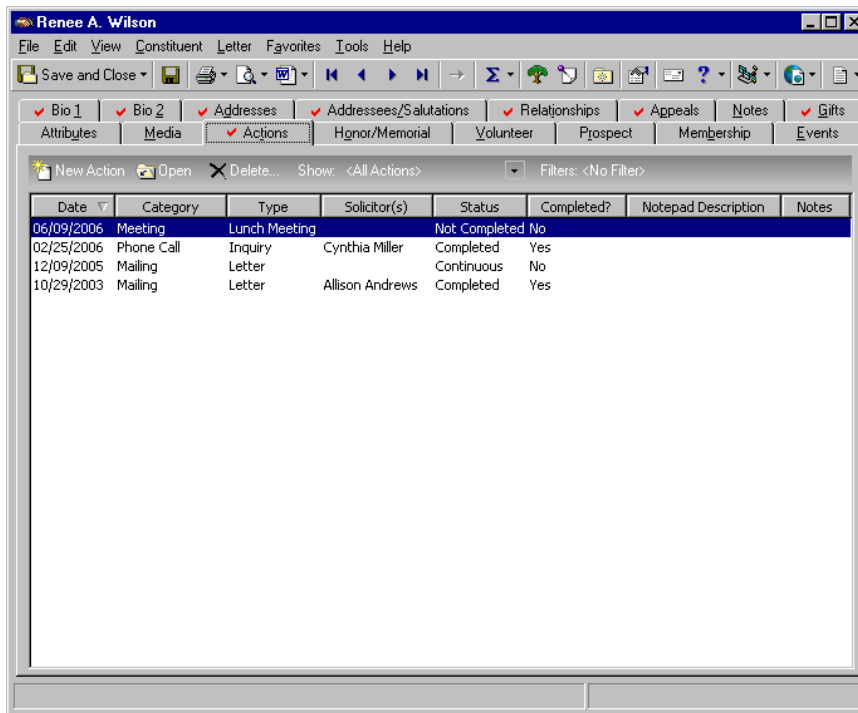 Renee A. Wilson
File Edit View Constituent Letter Favorites Tools Help
Save and Close
Bio 1 Bio 2 Addresses Addressees/Salutations Relationships Appeals Notes Gifts
Attributes Media Actions Honor/Memorial Volunteer Prospect Membership Events
New Action Open Delete... Show: <All Actions> Filters: <No Filter>
Date Category Type Solicitor(s) Status Completed? Notepad Description Notes
06/09/2006 Meeting Lunch Meeting Not Completed No
02/25/2006 Phone Call Inquiry Cynthia Miller Completed Yes
12/09/2005 Mailing Letter Continuous No
10/29/2003 Mailing Letter Allison Andrews Completed Yes